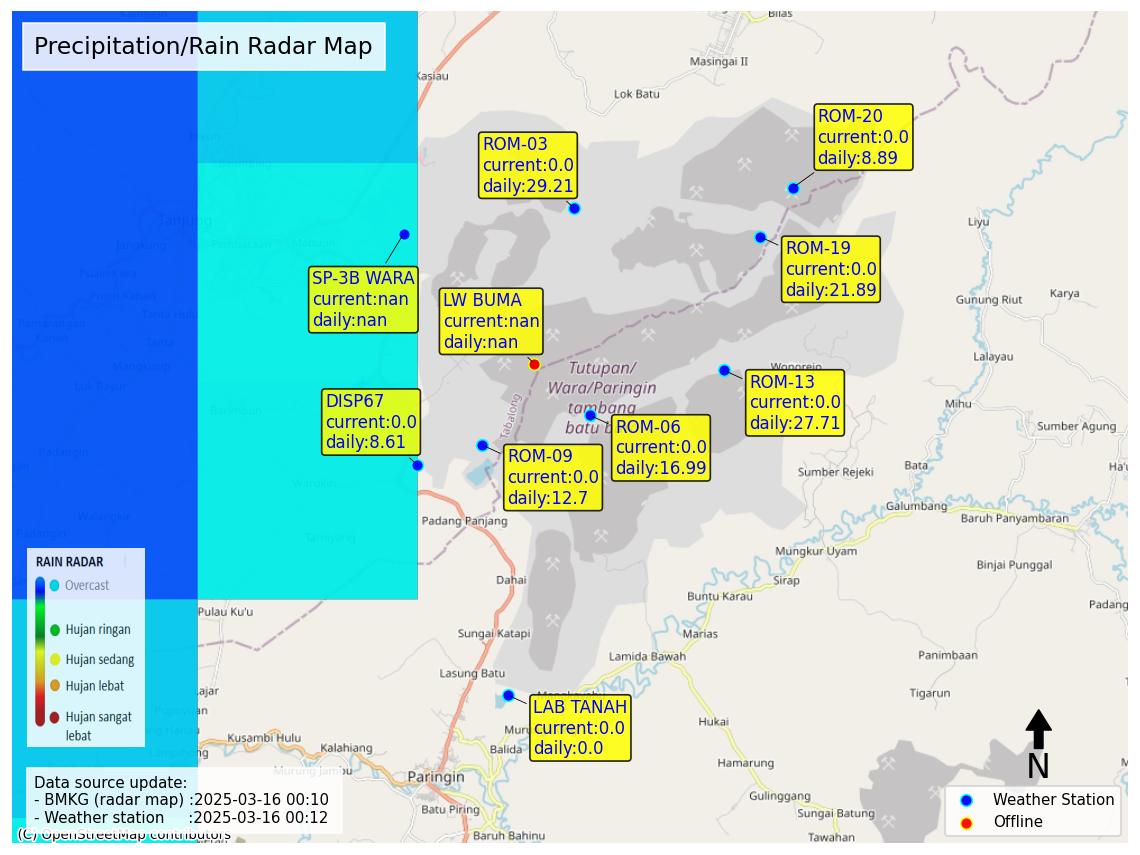 Precipitation/Rain Radar Map
Bilas
Masingai II
Kasiau
Lok Batu
ROM-20
current:0.0
daily:8.89
ROM-03
current:0.0
daily:29.21
Tanjung
Liyu
ROM-19
current:0.0
daily:21.89
SP-3B WARA
current:nan
daily:nan
LW BUMA
current:nan
daily:nan
Gunung Riut
Karya
Lalayau
Tutupan/
Wara/Paringin
tambang
batu b
Wonorejo
ROM-13
current:0.0
daily:27.71
Mihu
DISP67
current:0.0
daily:8.61
Tabalong
ROM-06
current:0.0
daily:16.99
Sumber Agung
ROM-09
current:0.0
daily:12.7
Sumber Rejeki
Bata
Ha'u
Galumbang
Baruh Panyambaran
Padang Panjang
Mungkur Uyam
Binjai Punggal
RAIN RADAR
Overcast
Hujan ringan
Hujan sedang
Hujan lebat
Hujan sangat
lebat
Dahai
Sirap
Buntu Karau
Padang
Pulau Ku'u
Sungai Katapi
Marias
Lamida Bawah
Panimbaan
Lasung Batu
Tigarun
LAB TANAH
current:0.0
daily:0.0
Hukai
Kusambi Hulu
Kalahiang
Balida
Hamarung
Murung Jambu
Paringin
N
Gulinggang
Batu Piring
Sungai Batung
Baruh Bahinu
Tawahan
Data source update:
- BMKG (radar map) :2025-03-16 00:10
- Weather station :2025-03-16 00:12
(C) OpenStreetMap contributors
Weather Station
Offline